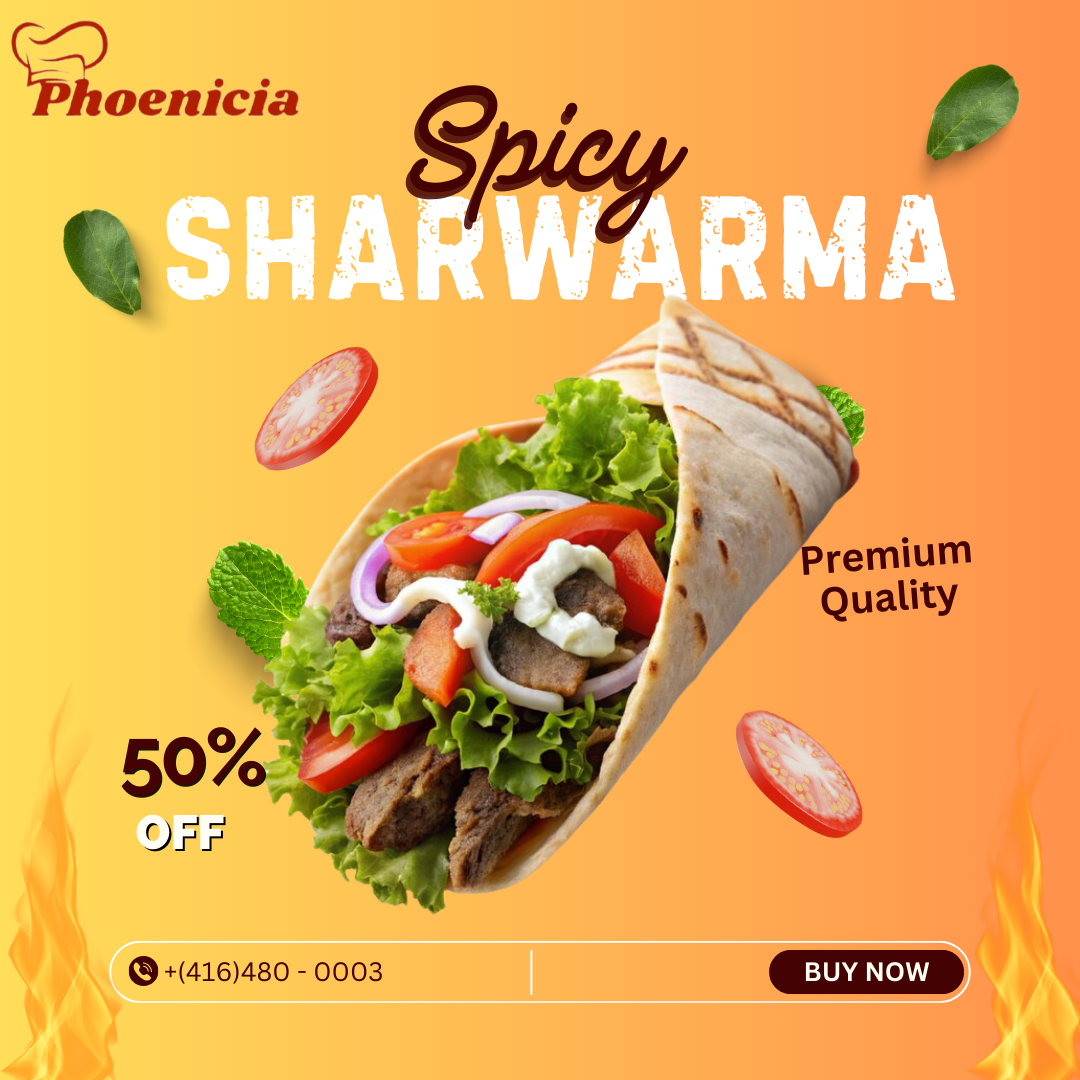 Phoenicia
Spicy
SHARWARMA
Premium
Quality
50%
OFF
+(416)480 - 0003
BUY NOW